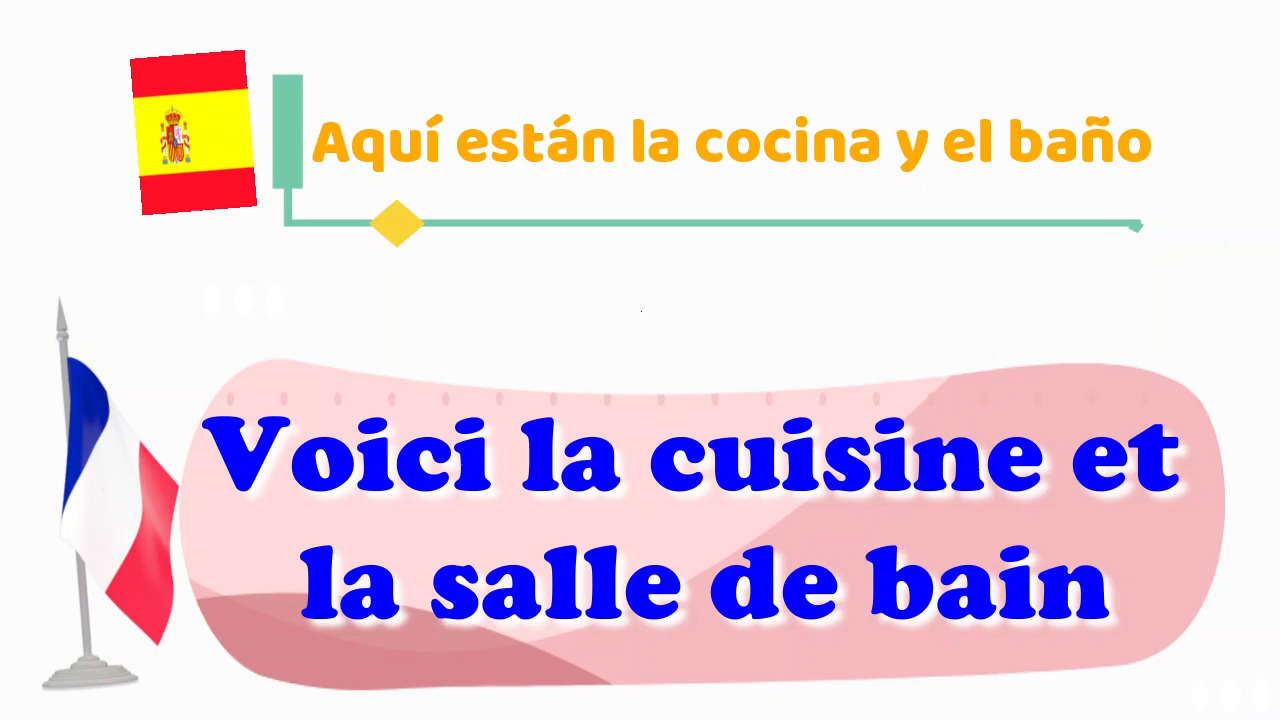 Aquí están la cocina y el baño
Voici la cuisine et
la salle de bain